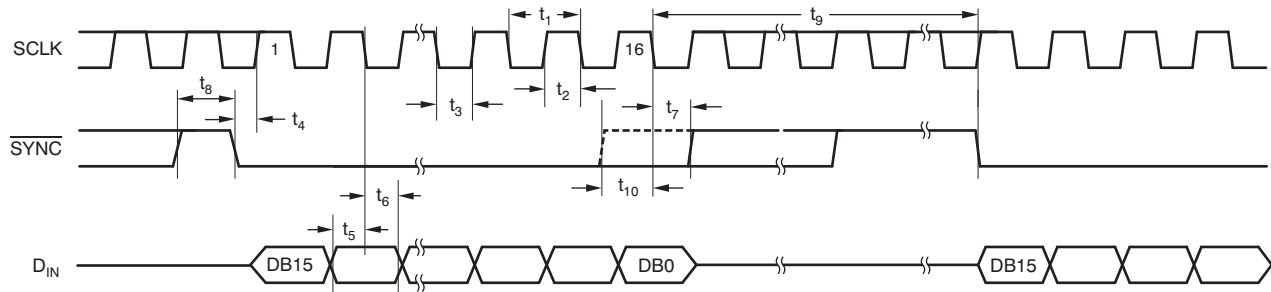 t1 t9
SCLK 1 16
t8 t3 t2 t7
t4
SYNC
t6 t10
t5
DIN DB15 DB0 DB15